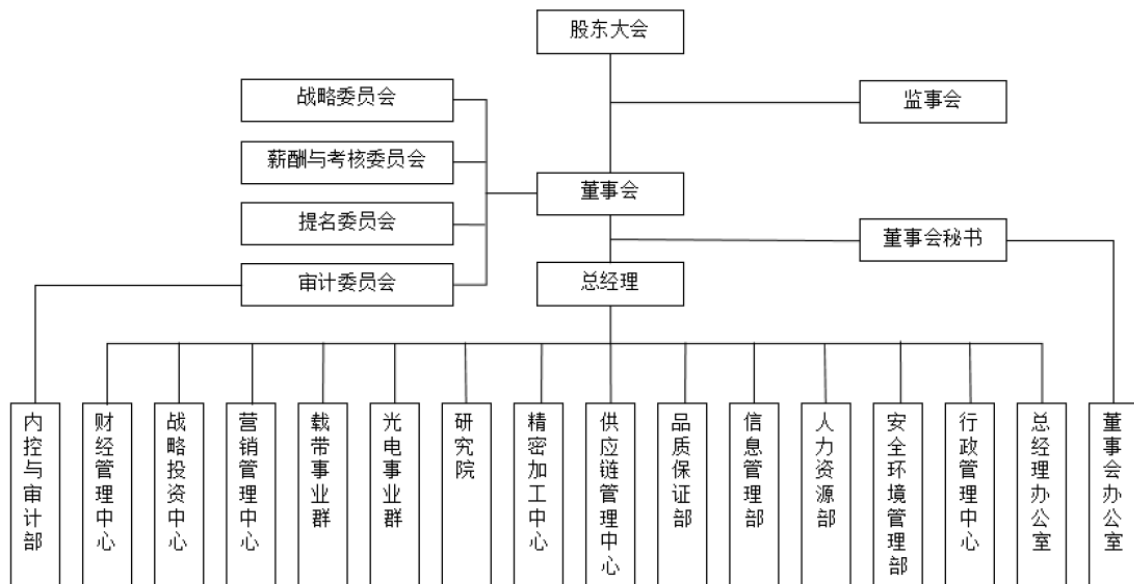 股东大会
战略委员会
监事会
薪酬与考核委员会
董事会
提名委员会
董事会秘书
审计委员会
总经理
内控与审计部
财经管理中心
战略投资中心
营销管理中心
载带事业群
光电事业群
研究院
精密加工中心
供应链管理中心
品质保证部
信息管理部
人力资源部
安全环境管理部
行政管理中心
总经理办公室
董事会办公室